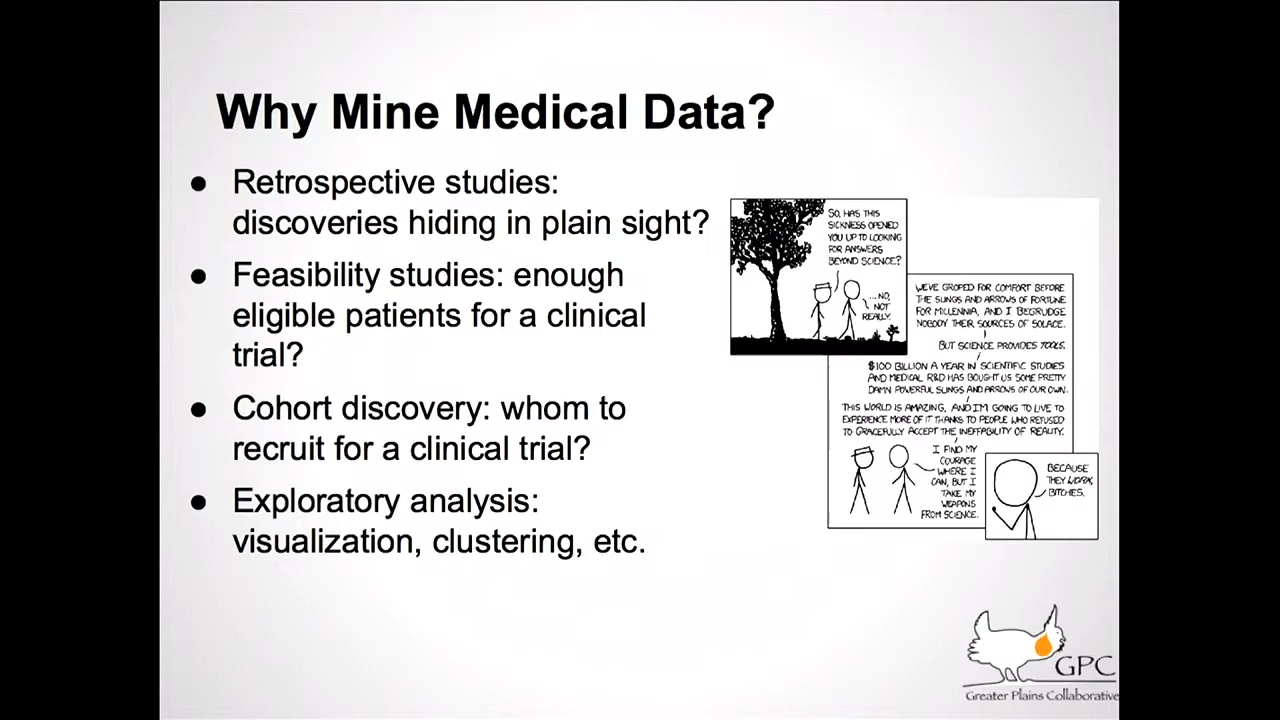 Why Mine Medical Data?
● Retrospective studies:
discoveries hiding in plain sight?
● Feasibility studies: enough
eligible patients for a clinical
trial?
● Cohort discovery: whom to
recruit for a clinical trial?
● Exploratory analysis:
visualization, clustering, etc.
SO, HAS THIS
SICKNESS OPENED
YOU UP TO LOOKING
FOR ANSWERS
BEYOND SCIENCE?
...NO,
NOT
REALLY.
WE'VE GROPED FOR COMFORT BEFORE
THE SLINGS AND ARROWS OF FORTUNE
FOR MILLENNIA, AND I BEGRUDGE
NOBODY THEIR SOURCES OF SOLACE.
BUT SCIENCE PROVIDES TOOLS.
$100 BILLION A YEAR IN SCIENTIFIC STUDIES
AND MEDICAL R&D HAS BOUGHT US SOME PRETTY
DAMN POWERFUL SLINGS AND ARROWS OF OUR OWN.
THIS WORLD IS AMAZING, AND I'M GOING TO LIVE TO
EXPERIENCE MORE OF IT THANKS TO PEOPLE WHO REFUSED
TO GRACEFULLY ACCEPT THE INEFFABILITY OF REALITY.
I FIND MY
COURAGE
WHERE I
CAN, BUT I
TAKE MY
WEAPONS
FROM SCIENCE.
BECAUSE
THEY WORK,
BITCHES.
GPC
Greater Plains Collaborative